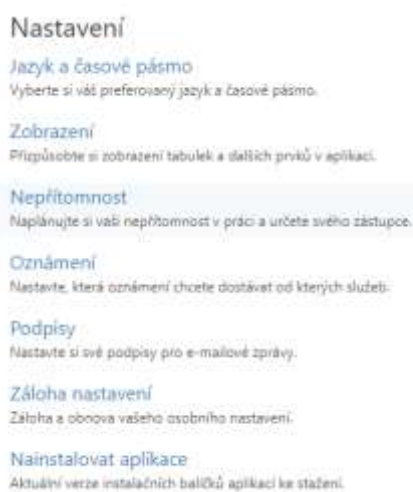 Nastavení
Jazyk a časové pásmo
Vyberte si váš preferovaný jazyk a časové pásmo.
Zobrazení
Přizpůsobte si zobrazení tabulek a dalších prvků v aplikaci.
Nepřítomnost
Naplánujte si vaši nepřítomnost v práci a určete svého zástupce.
Oznámení
Nastavte, která oznámení chcete dostávat od kterých služeb.
Podpisy
Nastavte si své podpisy pro e-mailové zprávy.
Záloha nastavení
Záloha a obnova vašeho osobního nastavení.
Nainstalovat aplikace
Aktuální verze instalačních balíčků aplikací ke stažení.